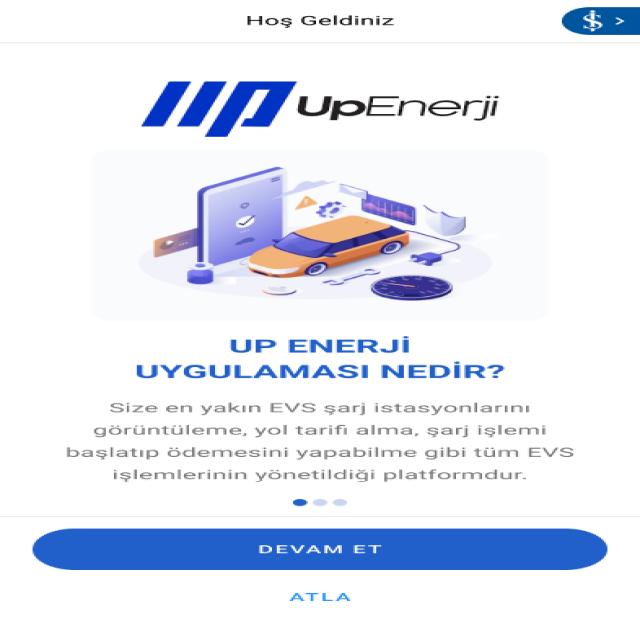 Hoş Geldiniz
UpEnerji
UP ENERJİ
UYGULAMASI NEDİR?
Size en yakın EVS şarj istasyonlarını
görüntüleme, yol tarifi alma, şarj işlemi
başlatıp ödemesini yapabilme gibi tüm EVS
işlemlerinin yönetildiği platformdur.
DEVAM ET
ATLA